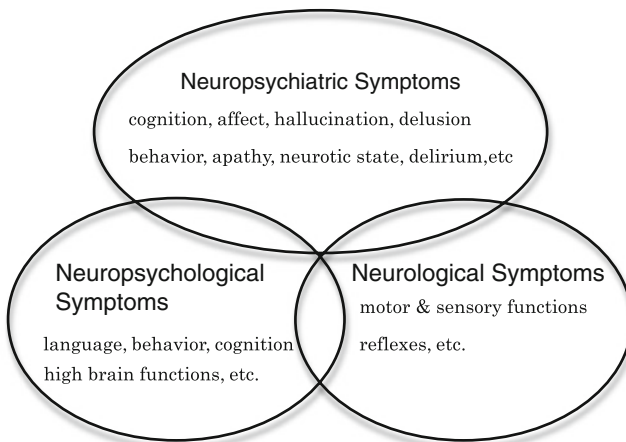 Neuropsychiatric Symptoms
cognition, affect, hallucination, delusion
behavior, apathy, neurotic state, delirium,etc
Neuropsychological
Symptoms
language, behavior, cognition
high brain functions, etc.
Neurological Symptoms
motor & sensory functions
reflexes, etc.